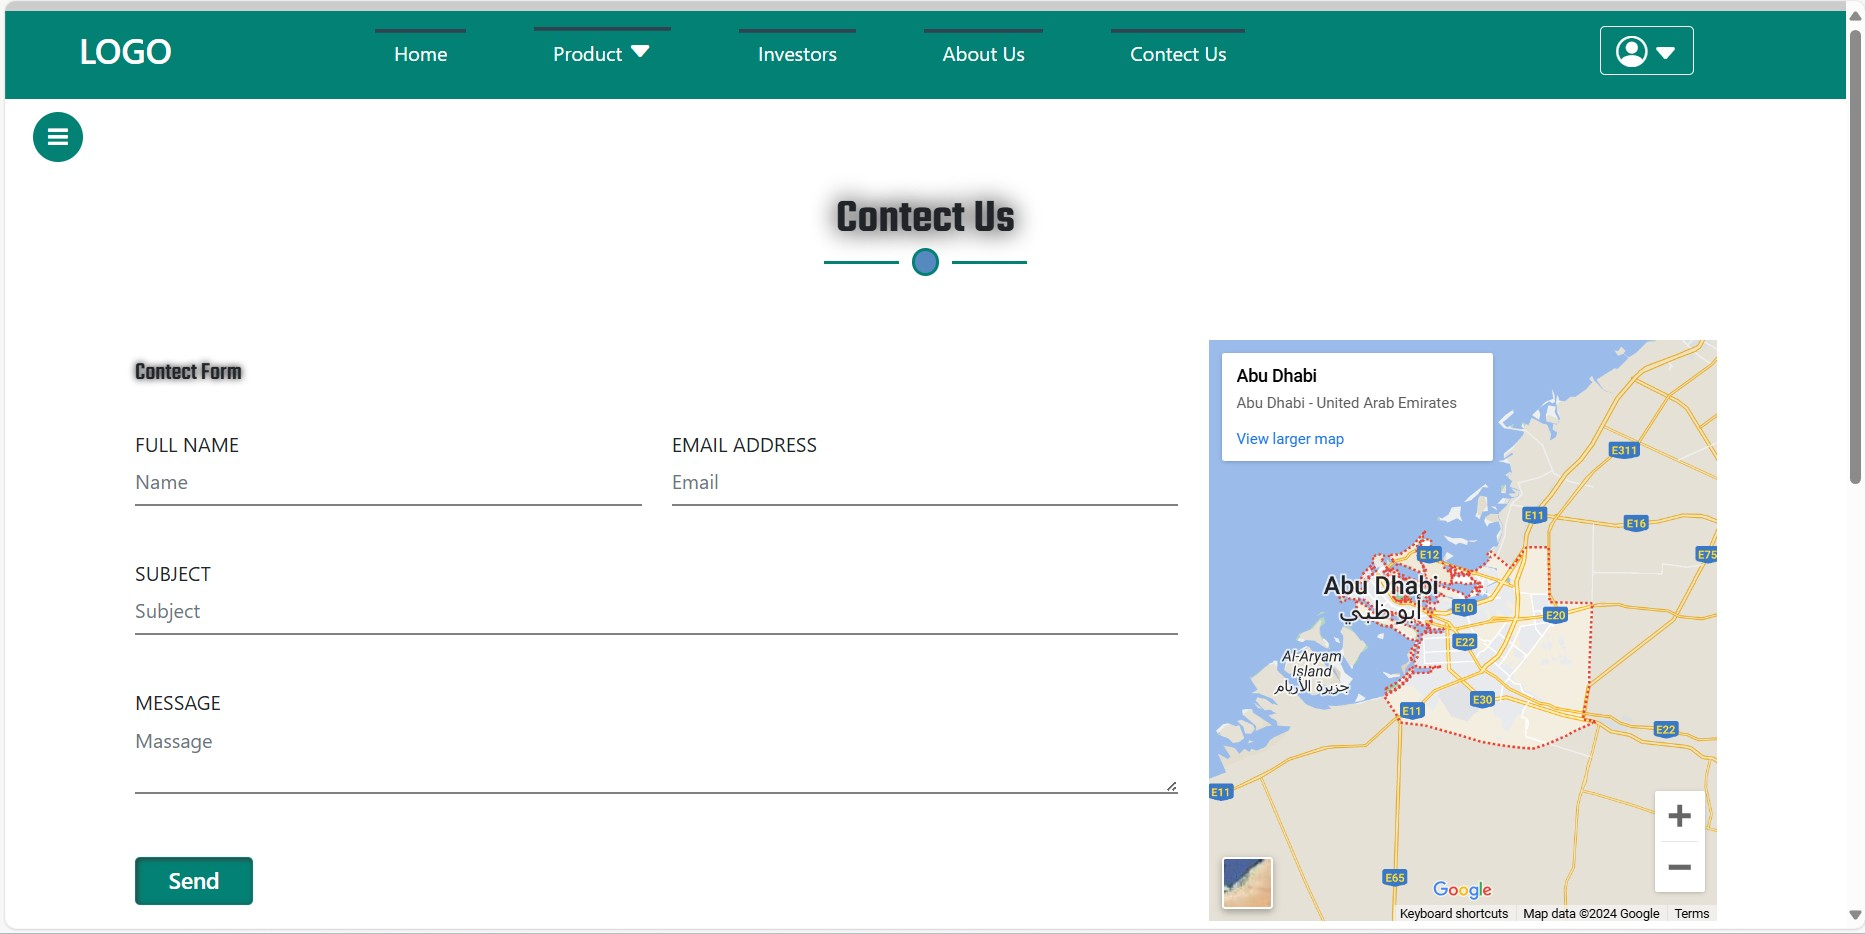 LOGO
Home
Product
Investors
About Us
Contect Us
Contect Us
Contect Form
FULL NAME
Name
EMAIL ADDRESS
Email
SUBJECT
Subject
MESSAGE
Massage
Send
Abu Dhabi
Abu Dhabi - United Arab Emirates
View larger map
E311
E11
E16
E75
E12
Abu Dhabi
أبو ظبي
E10
E20
E22
Al-Aryam
Island
جزيرة الأريام
E30
E11
E22
E11
E65
Google
Keyboard shortcuts
Map data ©2024 Google
Terms